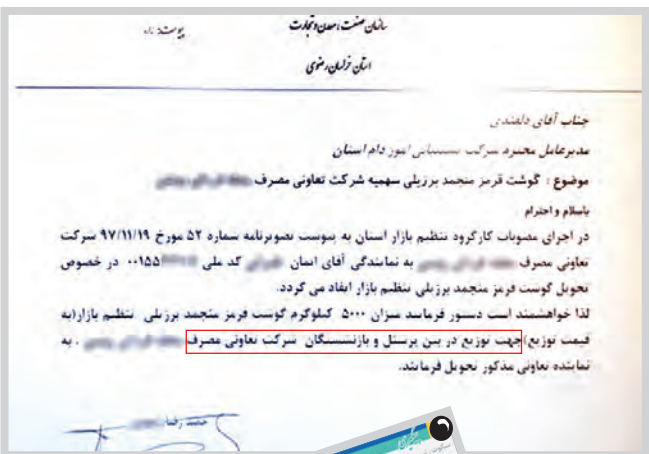 سازمان صنعت، معدن و تجارت
پیوست: ندارد
استان خراسان رضوی
جناب آقای دلقندی
مدیرعامل محترم شرکت پشتیبانی امور دام استان
موضوع : گوشت قرمز منجمد برزیلی سهمیه شرکت تعاونی مصرف
باسلام و احترام
در اجرای مصوبات کارگروه تنظیم بازار استان به پیوست تصویرنامه شماره ۵۲ مورخ ۹۷/۱۱/۱۹ شرکت
تعاونی مصرف به نمایندگی آقای ایمان کد ملی ۰۰۱۵۵ در خصوص
تحویل گوشت قرمز منجمد برزیلی تنظیم بازار ایفاد می گردد.
لذا خواهشمند است دستور فرمایید میزان ۵۰۰۰ کیلوگرم گوشت قرمز منجمد برزیلی تنظیم بازار(به
قیمت توزیع)جهت توزیع در بین پرسنل و بازنشستگان شرکت تعاونی مصرف . به
نماینده تعاونی مذکور تحویل فرمایند.